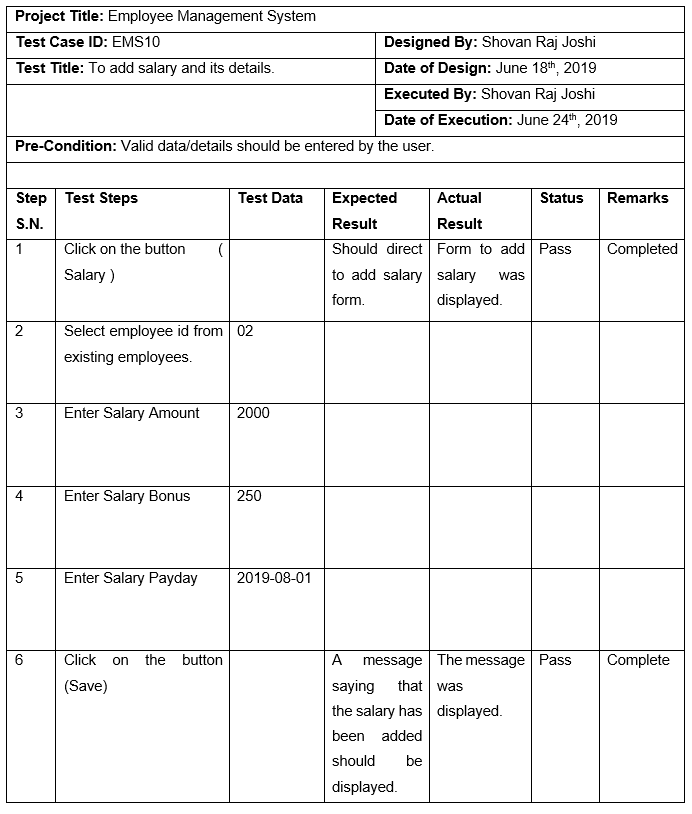 Project Title: Employee Management System
Test Case ID: EMS10
Designed By: Shovan Raj Joshi
Test Title: To add salary and its details.
Date of Design: June 18th, 2019
Executed By: Shovan Raj Joshi
Date of Execution: June 24th, 2019
Pre-Condition: Valid data/details should be entered by the user.
Step
S.N.
Test Steps
Test Data
Expected
Result
Actual
Result
Status
Remarks
1
Click on the button (
Salary )
Should direct
to add salary
form.
Form to add
salary was
displayed.
Pass
Completed
2
Select employee id from
existing employees.
02
3
Enter Salary Amount
2000
4
Enter Salary Bonus
250
5
Enter Salary Payday
2019-08-01
6
Click on the button
(Save)
A message
saying that
the salary has
been added
should be
displayed.
The message
was
displayed.
Pass
Complete